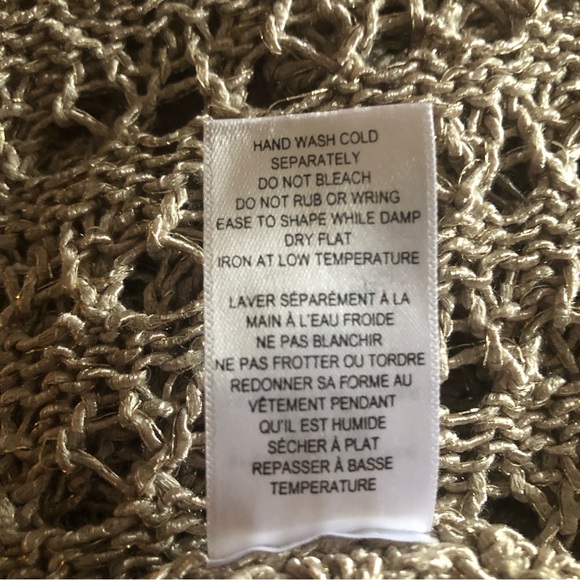 HAND WASH COLD
SEPARATELY
DO NOT BLEACH
DO NOT RUB OR WRING
EASE TO SHAPE WHILE DAMP
DRY FLAT
IRON AT LOW TEMPERATURE
LAVER SÉPARÉMENT À LA
MAIN À L'EAU FROIDE
NE PAS BLANCHIR
NE PAS FROTTER OU TORDRE
REDONNER SA FORME AU
VÊTEMENT PENDANT
QU'IL EST HUMIDE
SÉCHER À PLAT
REPASSER À BASSE
TEMPERATURE